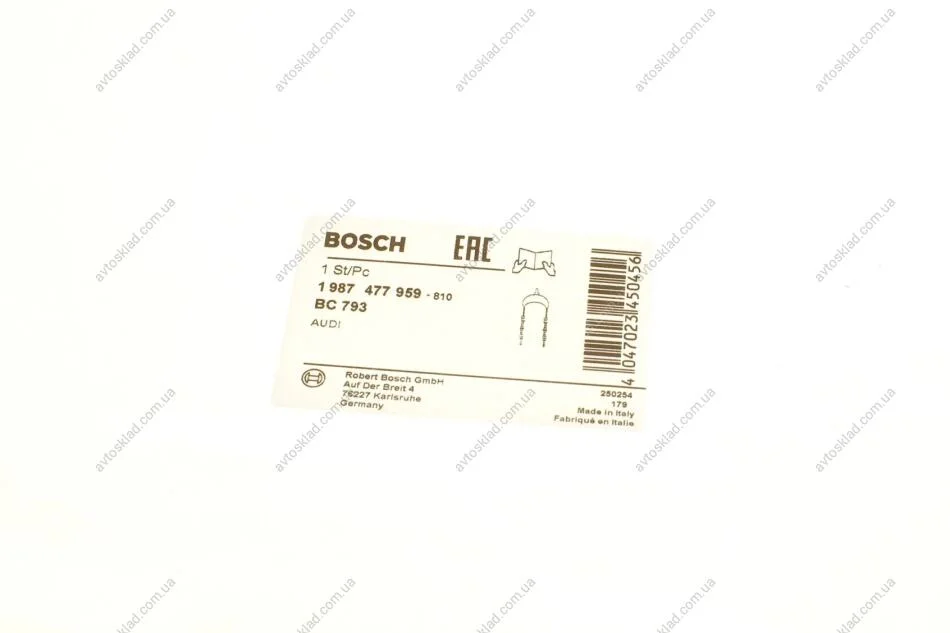 BOSCH
EAC
1 St/Pc
1 987 477 959 - 810
BC 793
AUDI
4 047023 450456
Robert Bosch GmbH
Auf Der Breit 4
76227 Karlsruhe
Germany
250254
179
Made in Italy
Fabriqué en Italie
avtosklad.com.ua